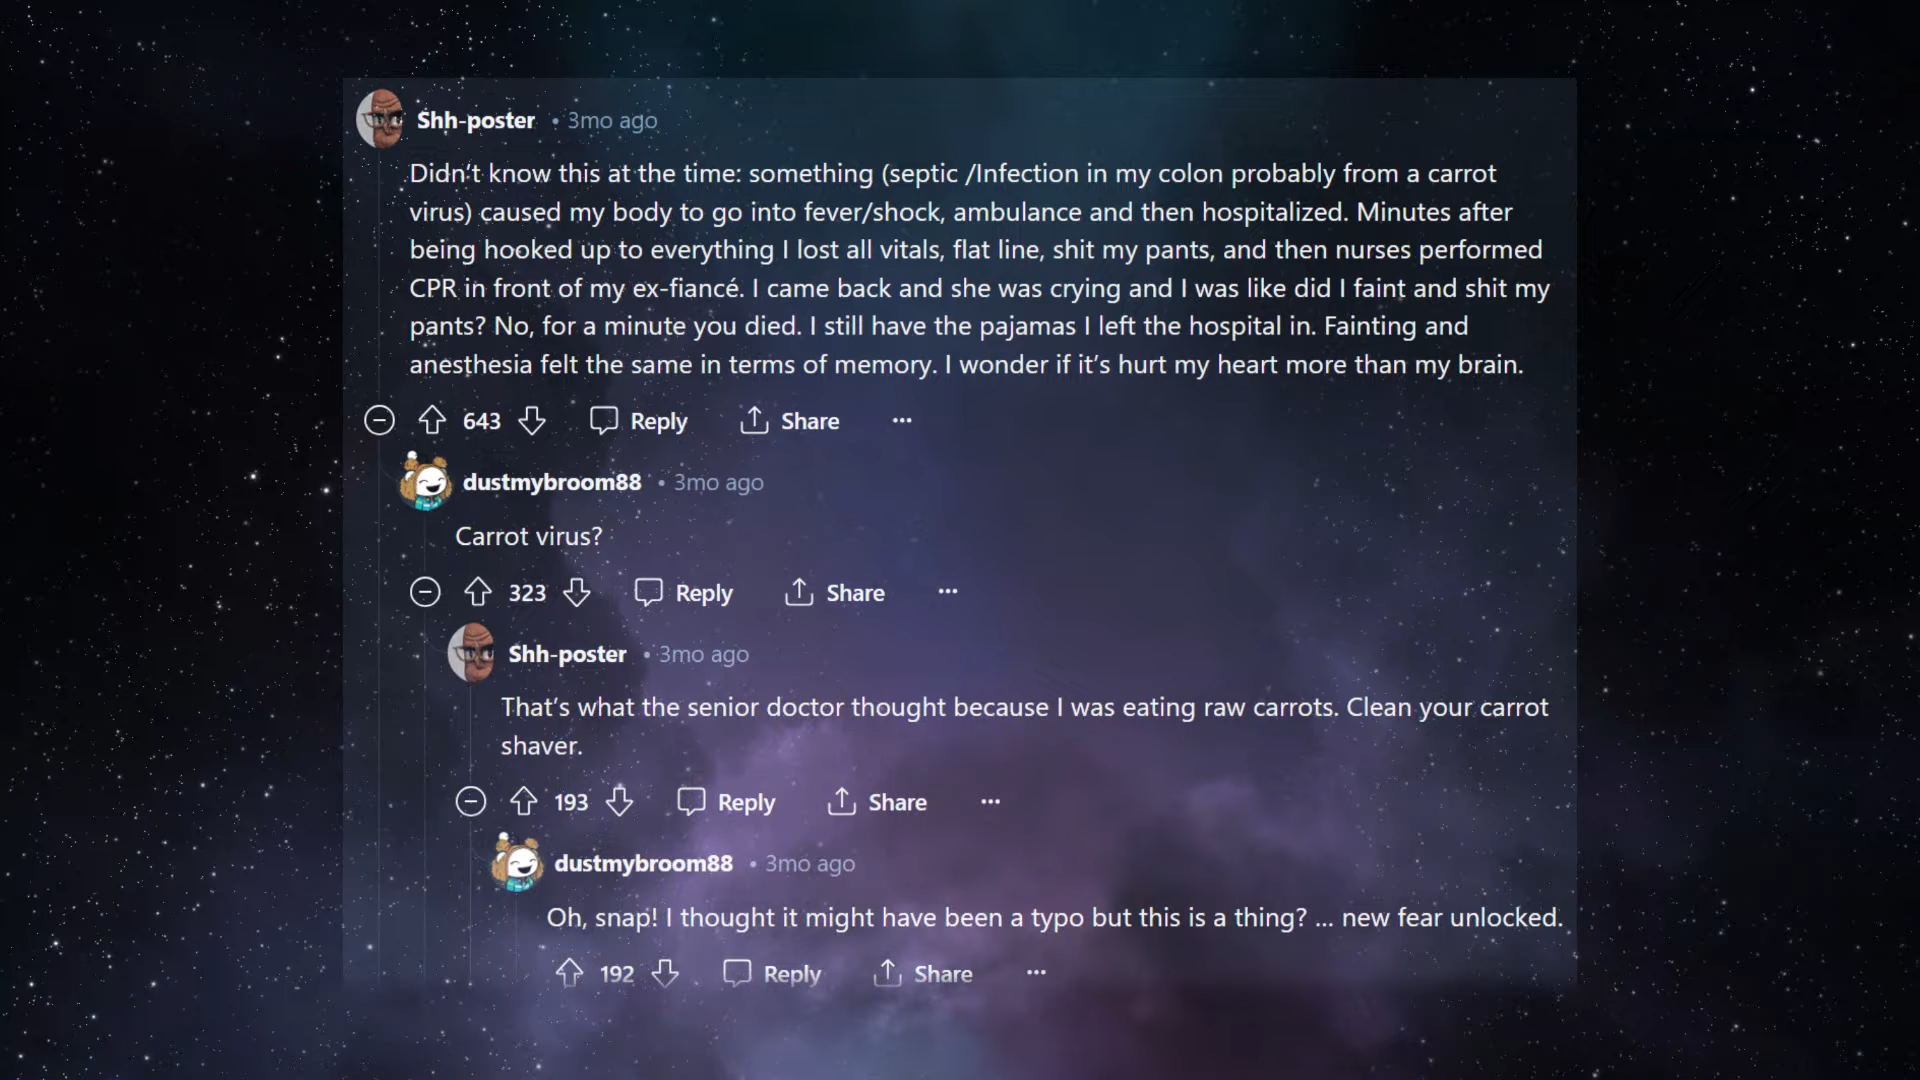 Shh-poster • 3mo ago
Didn’t know this at the time: something (septic /Infection in my colon probably from a carrot
virus) caused my body to go into fever/shock, ambulance and then hospitalized. Minutes after
being hooked up to everything I lost all vitals, flat line, shit my pants, and then nurses performed
CPR in front of my ex-fiancé. I came back and she was crying and I was like did I faint and shit my
pants? No, for a minute you died. I still have the pajamas I left the hospital in. Fainting and
anesthesia felt the same in terms of memory. I wonder if it’s hurt my heart more than my brain.
643 Reply Share ...
dustmybroom88 • 3mo ago
Carrot virus?
323 Reply Share ...
Shh-poster • 3mo ago
That’s what the senior doctor thought because I was eating raw carrots. Clean your carrot
shaver.
193 Reply Share ...
dustmybroom88 • 3mo ago
Oh, snap! I thought it might have been a typo but this is a thing? ... new fear unlocked.
192 Reply Share ...